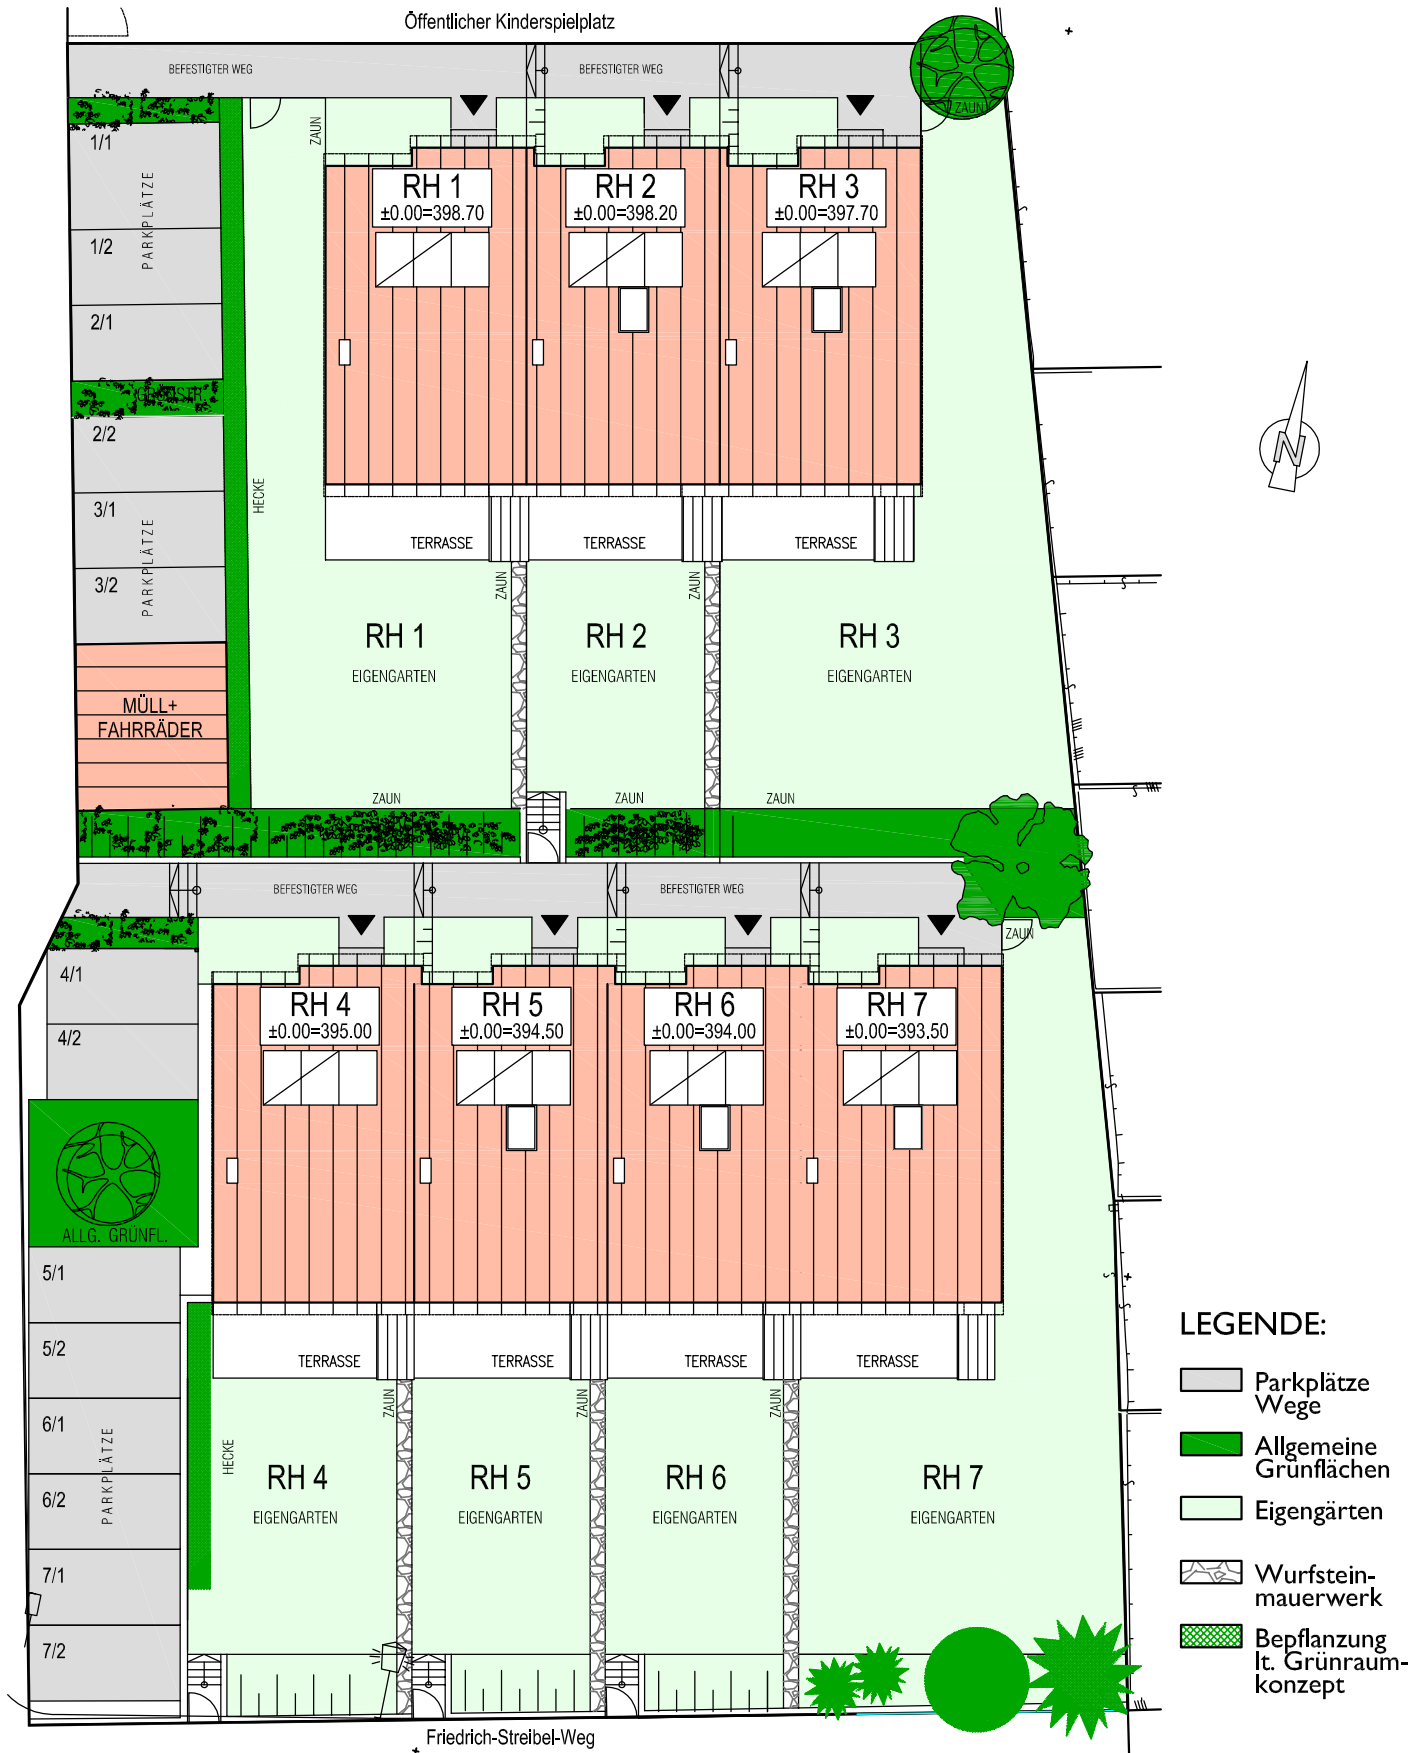 Öffentlicher Kinderspielplatz
BEFESTIGTER WEG
BEFESTIGTER WEG
ZAUN
1/1
PARKPLÄTZE
1/2
2/1
ZAUN
RH 1
±0.00=398.70
RH 2
±0.00=398.20
RH 3
±0.00=397.70
N
2/2
3/1
PARKPLÄTZE
3/2
HECKE
TERRASSE
TERRASSE
TERRASSE
ZAUN
ZAUN
RH 1
EIGENGARTEN
RH 2
EIGENGARTEN
RH 3
EIGENGARTEN
MÜLL+
FAHRRÄDER
ZAUN
ZAUN
ZAUN
BEFESTIGTER WEG
BEFESTIGTER WEG
ZAUN
4/1
4/2
RH 4
±0.00=395.00
RH 5
±0.00=394.50
RH 6
±0.00=394.00
RH 7
±0.00=393.50
ALLG. GRÜNFL.
5/1
5/2
6/1
PARKPLÄTZE
6/2
7/1
7/2
TERRASSE
TERRASSE
TERRASSE
TERRASSE
ZAUN
ZAUN
ZAUN
HECKE
RH 4
EIGENGARTEN
RH 5
EIGENGARTEN
RH 6
EIGENGARTEN
RH 7
EIGENGARTEN
Friedrich-Streibel-Weg
LEGENDE:
Parkplätze
Wege
Allgemeine
Grünflächen
Eigengärten
Wurfstein-
mauerwerk
Bepflanzung
lt. Grünraum-
konzept